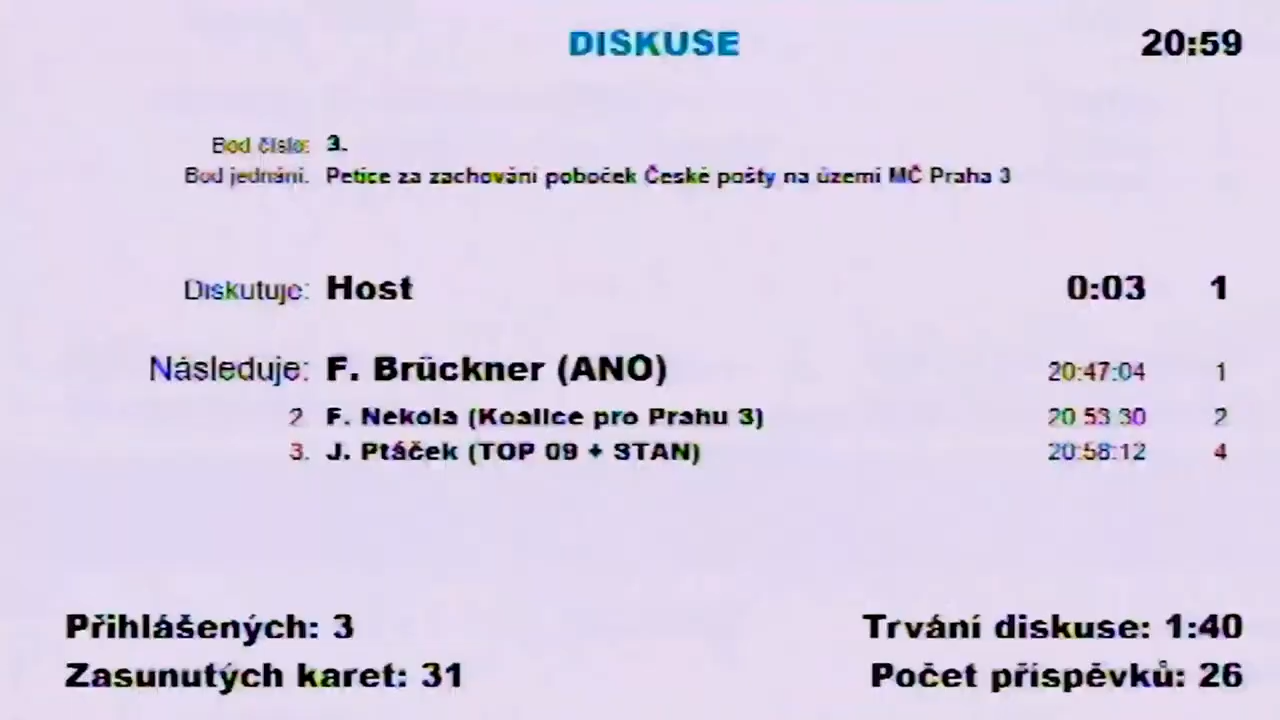 DISKUSE 20:59
Bod číslo: 3.
Bod jednání: Petice za zachování poboček České pošty na území MČ Praha 3
Diskutuje: Host 0:03 1
Následuje: F. Brückner (ANO) 20:47:04 1
2. F. Nekola (Koalice pro Prahu 3) 20:53:30 2
3. J. Ptáček (TOP 09 + STAN) 20:58:12 4
Přihlášených: 3 Trvání diskuse: 1:40
Zasunutých karet: 31 Počet příspěvků: 26